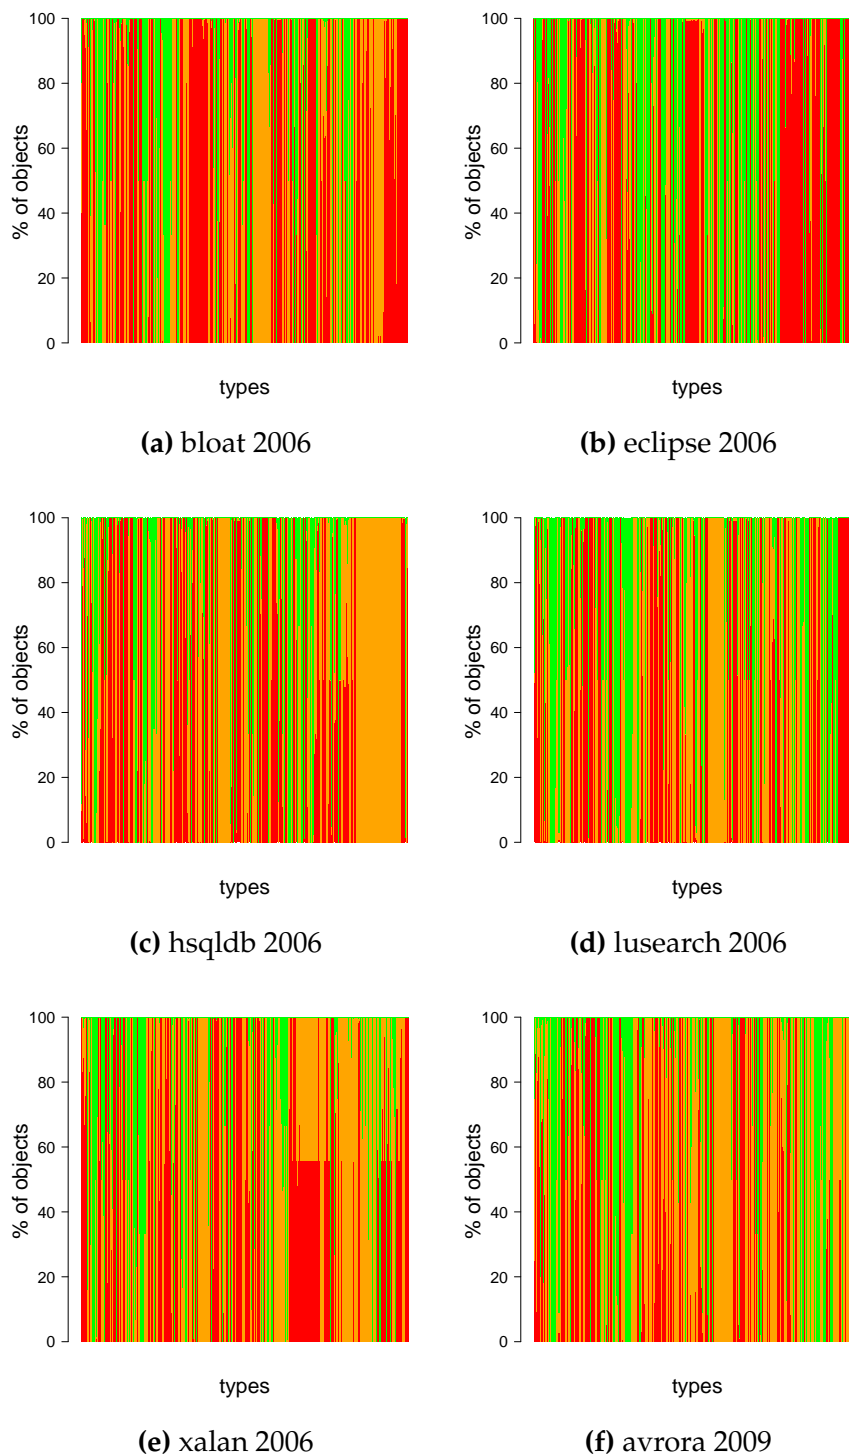 100
80
60
40
20
0
% of objects
types
(a) bloat 2006
100
80
60
40
20
0
% of objects
types
(b) eclipse 2006
100
80
60
40
20
0
% of objects
types
(c) hsqldb 2006
100
80
60
40
20
0
% of objects
types
(d) lusearch 2006
100
80
60
40
20
0
% of objects
types
(e) xalan 2006
100
80
60
40
20
0
% of objects
types
(f) avrora 2009